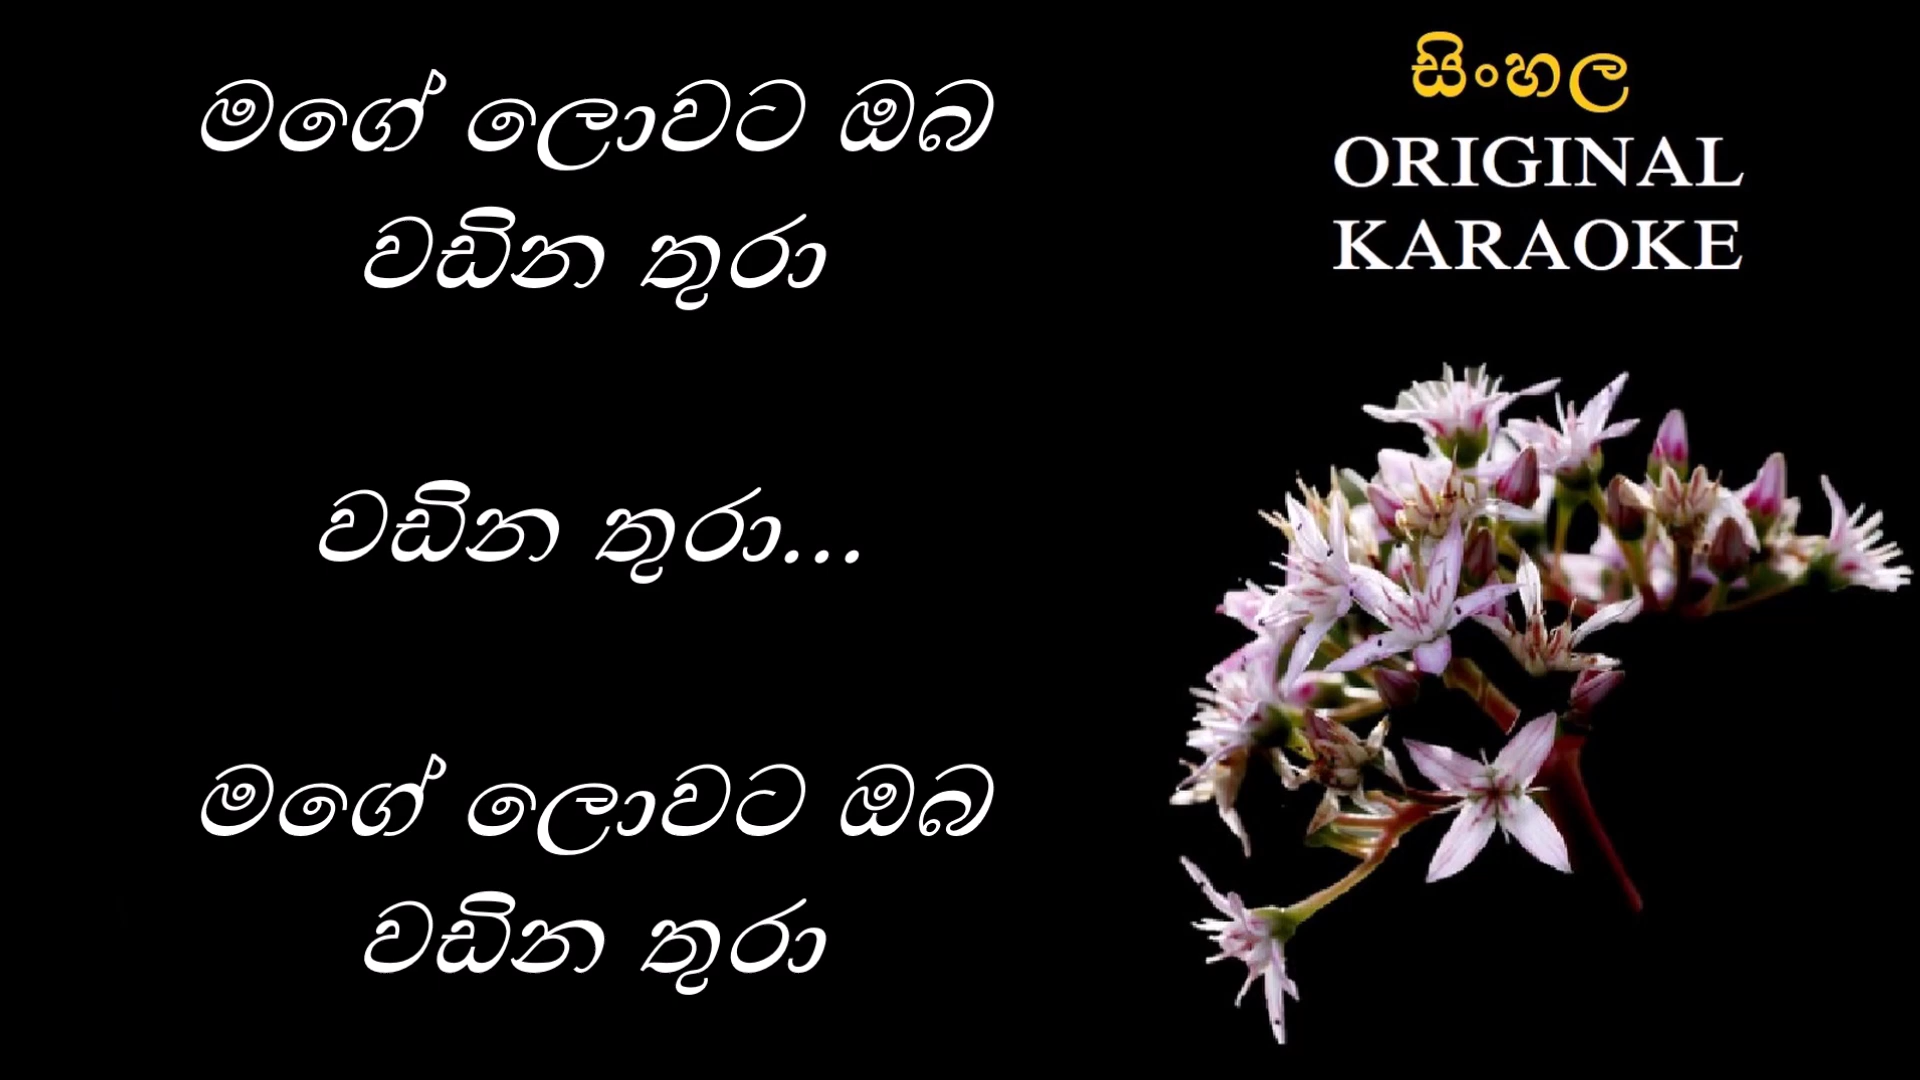 මගේ ලොවට ඔබ
වඩින තුරා
වඩින තුරා...
මගේ ලොවට ඔබ
වඩින තුරා
සිංහල
ORIGINAL
KARAOKE